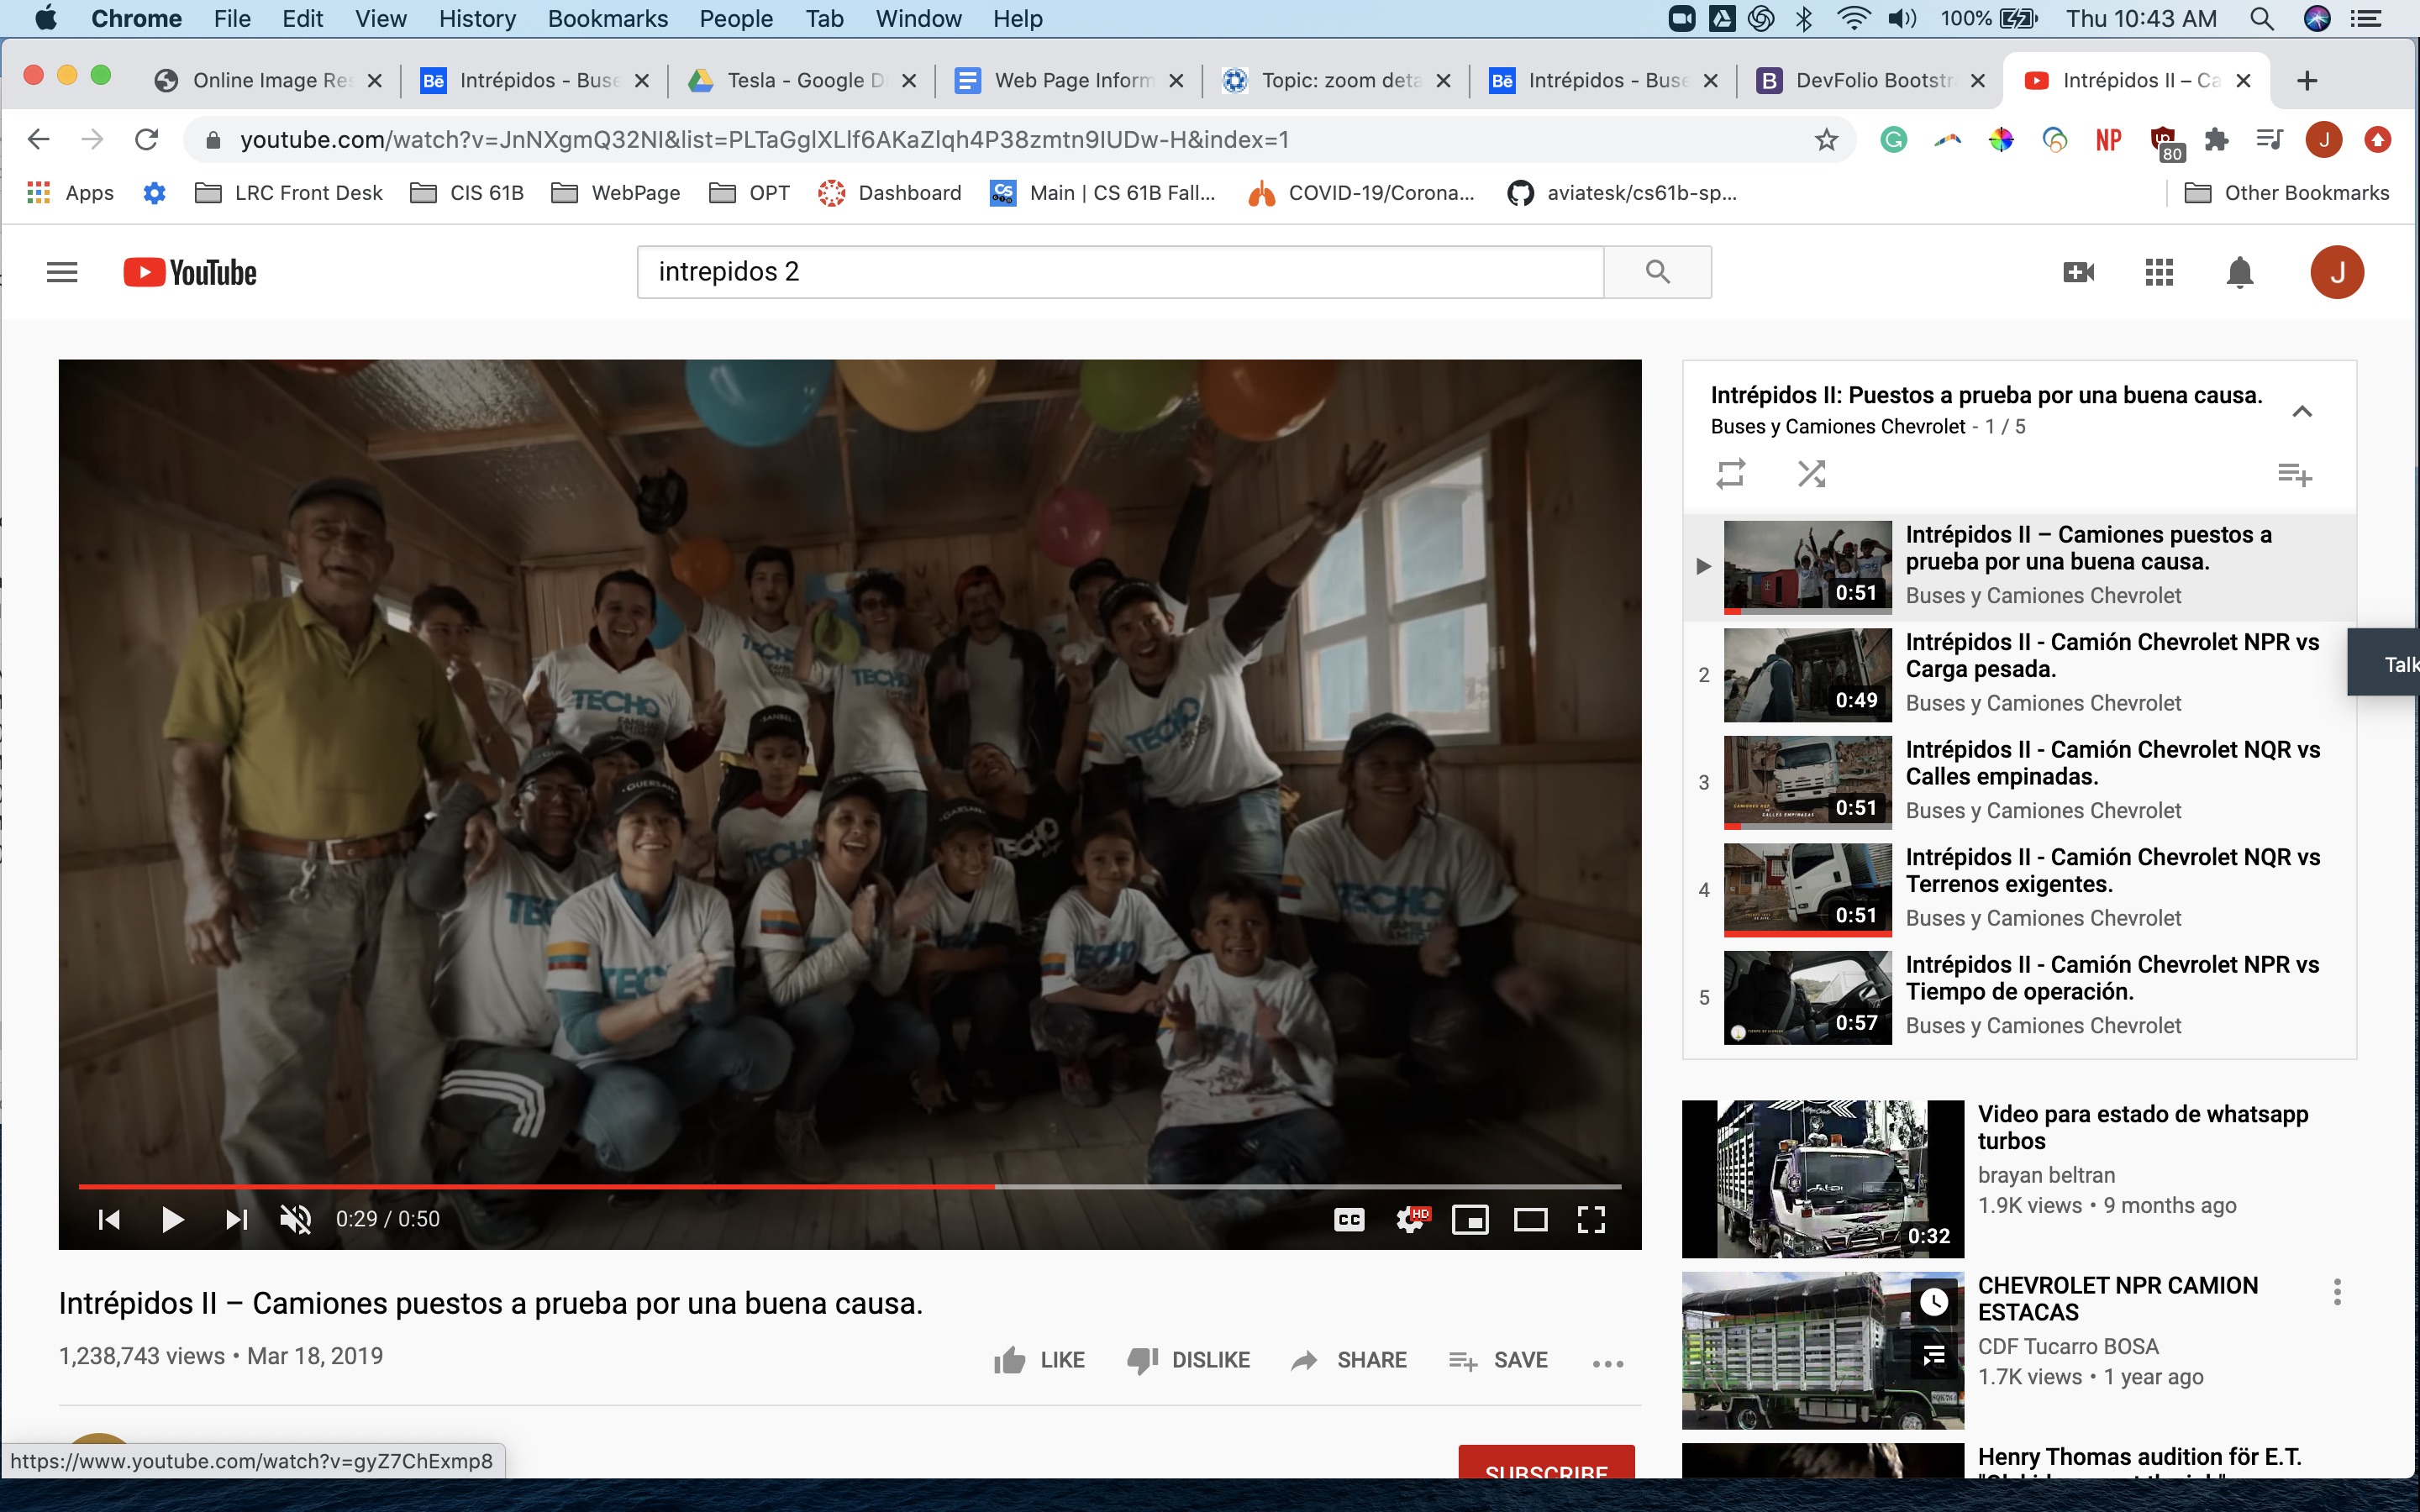 Chrome File Edit View History Bookmarks People Tab Window Help
100% Thu 10:43 AM
Online Image Res
Intrépidos - Buse
Tesla - Google D
Web Page Inform
Topic: zoom deta
Intrépidos - Buse
DevFolio Bootstr
Intrépidos II – Ca
youtube.com/watch?v=JnNXgmQ32NI&list=PLTaGglXLlf6AKaZlqh4P38zmtn9IUDw-H&index=1
NP
80
J
Apps LRC Front Desk CIS 61B WebPage OPT Dashboard Main | CS 61B Fall... COVID-19/Corona... aviatesk/cs61b-sp... Other Bookmarks
YouTube
intrepidos 2
J
TECHO
TECHO
TECHO
TECHO
TECHO
TECHO
TECHO
0:29 / 0:50
CC
HD
Intrépidos II – Camiones puestos a prueba por una buena causa.
1,238,743 views • Mar 18, 2019
LIKE DISLIKE SHARE SAVE
SUBSCRIBE
https://www.youtube.com/watch?v=gyZ7ChExmp8
Intrépidos II: Puestos a prueba por una buena causa.
Buses y Camiones Chevrolet - 1 / 5
0:51
Intrépidos II – Camiones puestos a
prueba por una buena causa.
Buses y Camiones Chevrolet
2
0:49
Intrépidos II - Camión Chevrolet NPR vs
Carga pesada.
Buses y Camiones Chevrolet
Talk
3
0:51
Intrépidos II - Camión Chevrolet NQR vs
Calles empinadas.
Buses y Camiones Chevrolet
4
0:51
Intrépidos II - Camión Chevrolet NQR vs
Terrenos exigentes.
Buses y Camiones Chevrolet
5
0:57
Intrépidos II - Camión Chevrolet NPR vs
Tiempo de operación.
Buses y Camiones Chevrolet
0:32
Video para estado de whatsapp
turbos
brayan beltran
1.9K views • 9 months ago
CHEVROLET NPR CAMION
ESTACAS
CDF Tucarro BOSA
1.7K views • 1 year ago
Henry Thomas audition för E.T.